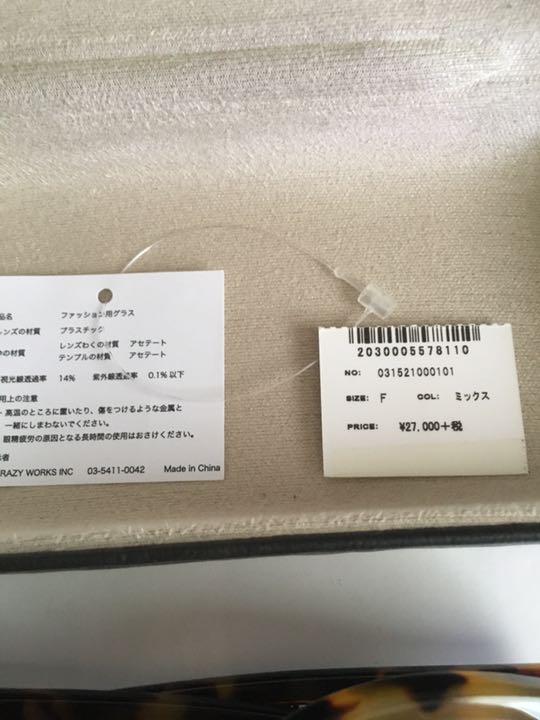 品名 ファッション用グラス
レンズの材質 プラスチック
枠の材質 レンズわくの材質 アセテート
テンプルの材質 アセテート
視光線透過率 14% 紫外線透過率 0.1%以下
用上の注意
高温のところに置いたり、傷をつけるような金属と
一緒にしまわないでください。
眼精疲労の原因となる長時間の使用はおさけください。
者
RAZY WORKS INC 03-5411-0042 Made in China
2030005578110
NO: 031521000101
SIZE: F COL: ミックス
PRICE: ¥27,000+税